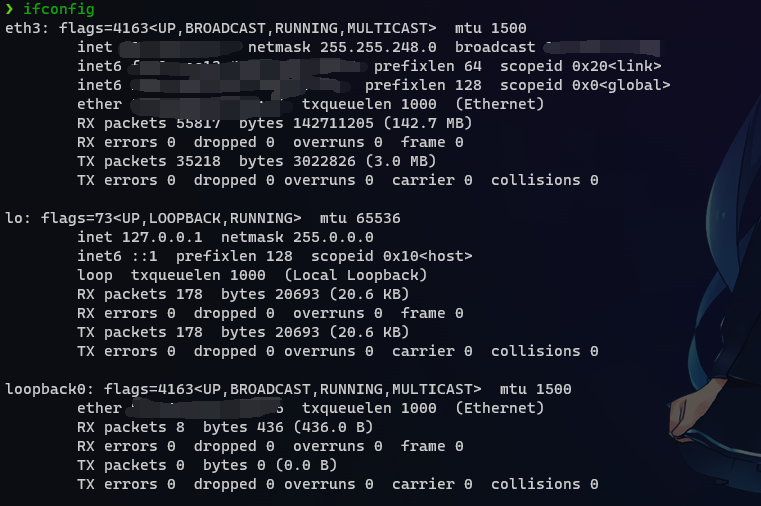 ❯ ifconfig
eth3: flags=4163<UP,BROADCAST,RUNNING,MULTICAST>  mtu 1500
inet netmask 255.255.248.0  broadcast
inet6 prefixlen 64  scopeid 0x20<link>
inet6 prefixlen 128  scopeid 0x0<global>
ether txqueuelen 1000  (Ethernet)
RX packets 55817  bytes 142711205 (142.7 MB)
RX errors 0  dropped 0  overruns 0  frame 0
TX packets 35218  bytes 3022826 (3.0 MB)
TX errors 0  dropped 0 overruns 0  carrier 0  collisions 0
lo: flags=73<UP,LOOPBACK,RUNNING>  mtu 65536
inet 127.0.0.1  netmask 255.0.0.0
inet6 ::1  prefixlen 128  scopeid 0x10<host>
loop  txqueuelen 1000  (Local Loopback)
RX packets 178  bytes 20693 (20.6 KB)
RX errors 0  dropped 0  overruns 0  frame 0
TX packets 178  bytes 20693 (20.6 KB)
TX errors 0  dropped 0 overruns 0  carrier 0  collisions 0
loopback0: flags=4163<UP,BROADCAST,RUNNING,MULTICAST>  mtu 1500
ether txqueuelen 1000  (Ethernet)
RX packets 8  bytes 436 (436.0 B)
RX errors 0  dropped 0  overruns 0  frame 0
TX packets 0  bytes 0 (0.0 B)
TX errors 0  dropped 0 overruns 0  carrier 0  collisions 0